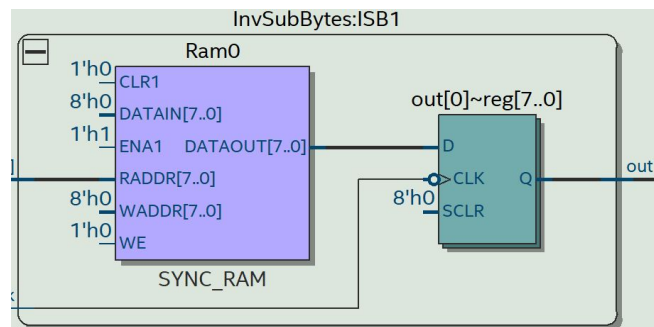 InvSubBytes:ISB1
Ram0
1'h0 CLR1
8'h0 DATAIN[7..0]
1'h1 ENA1 DATAOUT[7..0]
RADDR[7..0]
8'h0 WADDR[7..0]
1'h0 WE
SYNC_RAM
out[0]~reg[7..0]
D
CLK Q
8'h0 SCLR
out